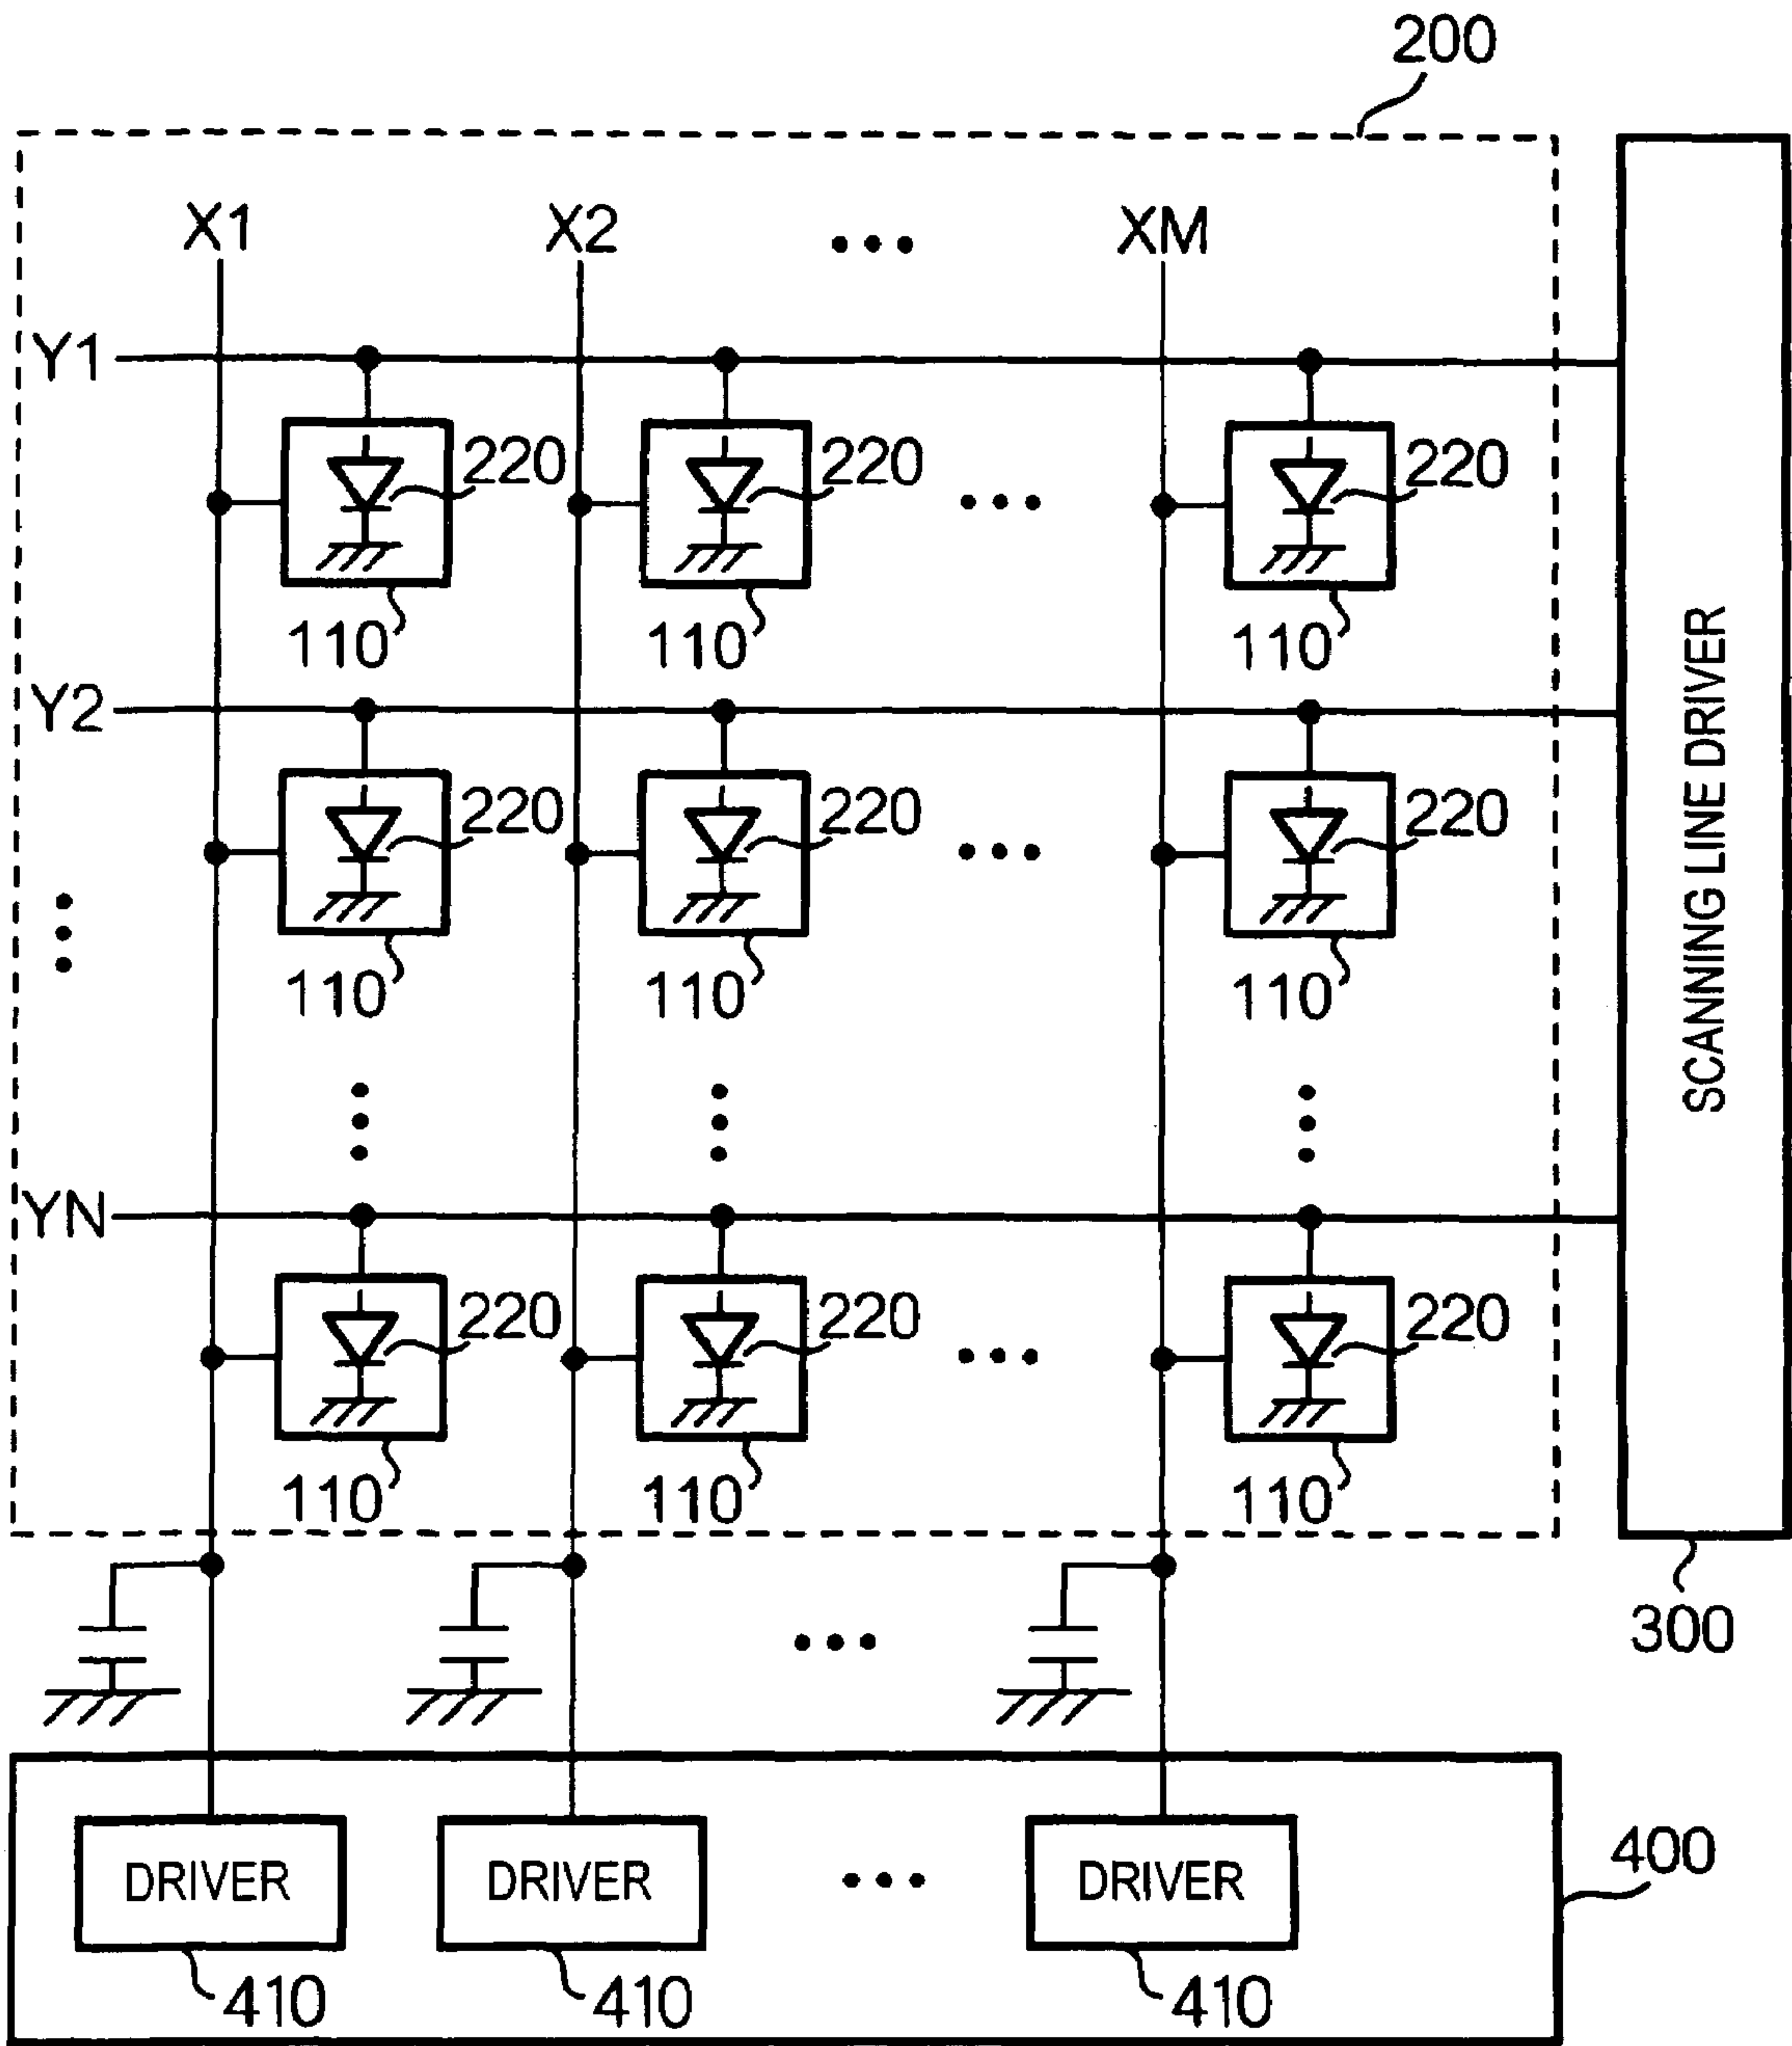 200
X1 X2 ... XM
Y1
220 220 ... 220
110 110 110
Y2
220 220 ... 220
110 110 110
SCANNING LINE DRIVER
YN
220 220 ... 220
110 110 110
300
...
DRIVER DRIVER ... DRIVER
400
410 410 410